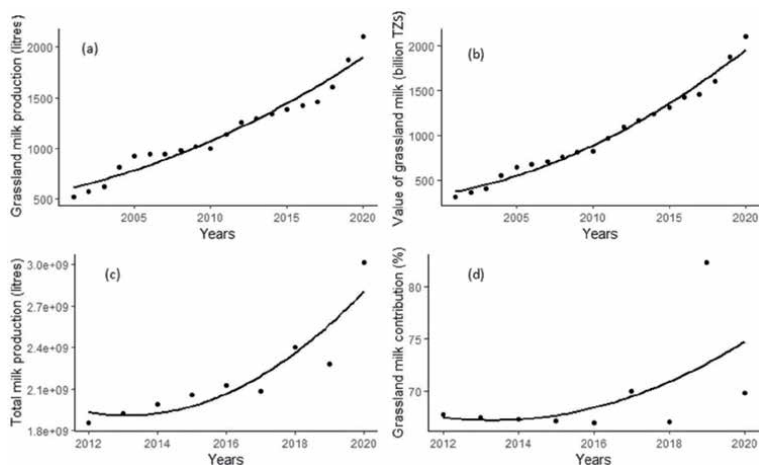 (a)
Grassland milk production (litres)
2000
1500
1000
500
2005 2010 2015 2020
Years
(b)
Value of grassland milk (billion TZS)
2000
1500
1000
500
2005 2010 2015 2020
Years
(c)
Total milk production (litres)
3.0e+09
2.7e+09
2.4e+09
2.1e+09
1.8e+09
2012 2014 2016 2018 2020
Years
(d)
Grassland milk contribution (%)
80
75
70
2012 2014 2016 2018 2020
Years